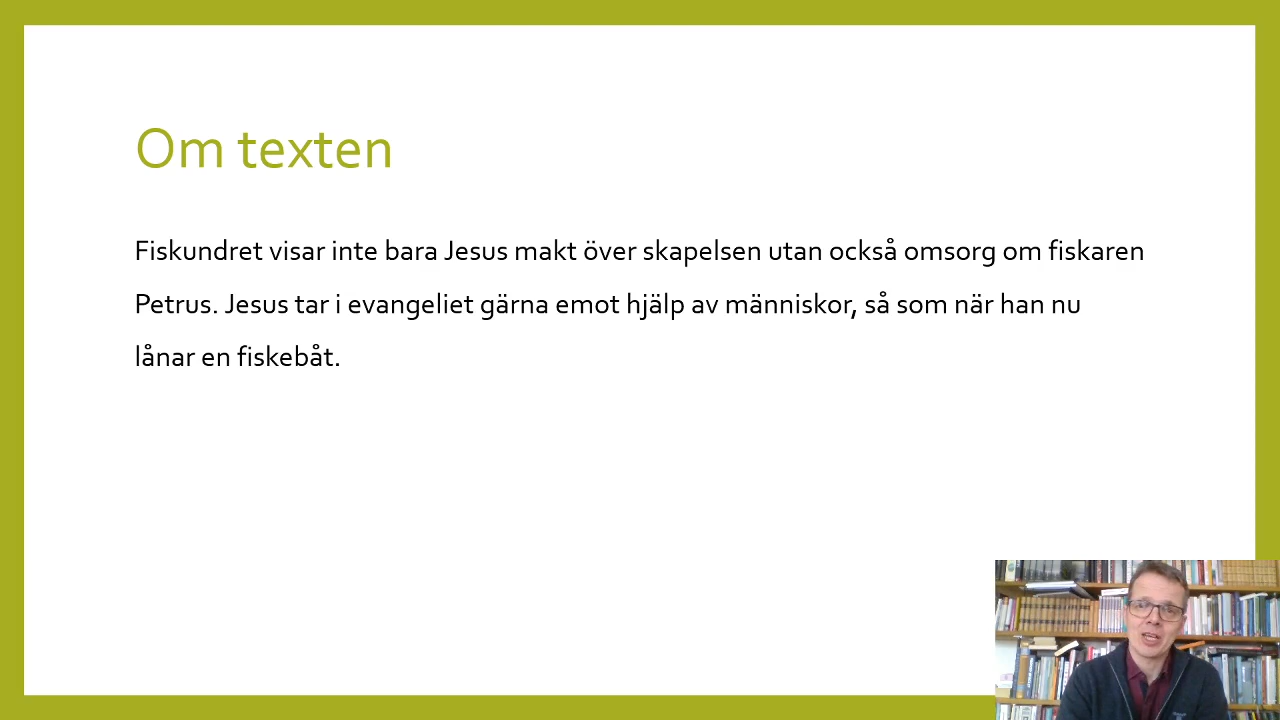 Om texten
Fiskundret visar inte bara Jesus makt över skapelsen utan också omsorg om fiskaren
Petrus. Jesus tar i evangeliet gärna emot hjälp av människor, så som när han nu
lånar en fiskebåt.